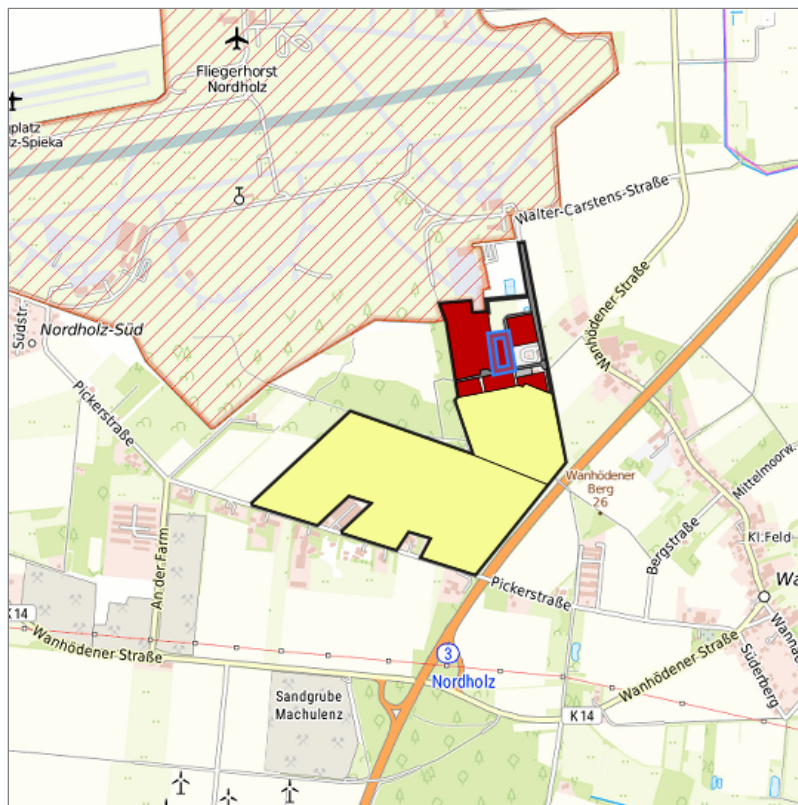 Fliegerhorst
Nordholz
platz
z-Spieka
Walter-Carstens-Straße
Wanhödener-Straße
Südstr.
Nordholz-Süd
Pickerstraße
Wanhödener
Berg
26
Mittelmoorw.
Bergstraße
Kl.Feld
An der Farm
Pickerstraße
Wa
K 14
Wanhödener Straße
3
Nordholz
Wanhödener-Straße
Wanna
Süderberg
Sandgrube
Machulenz
K 14